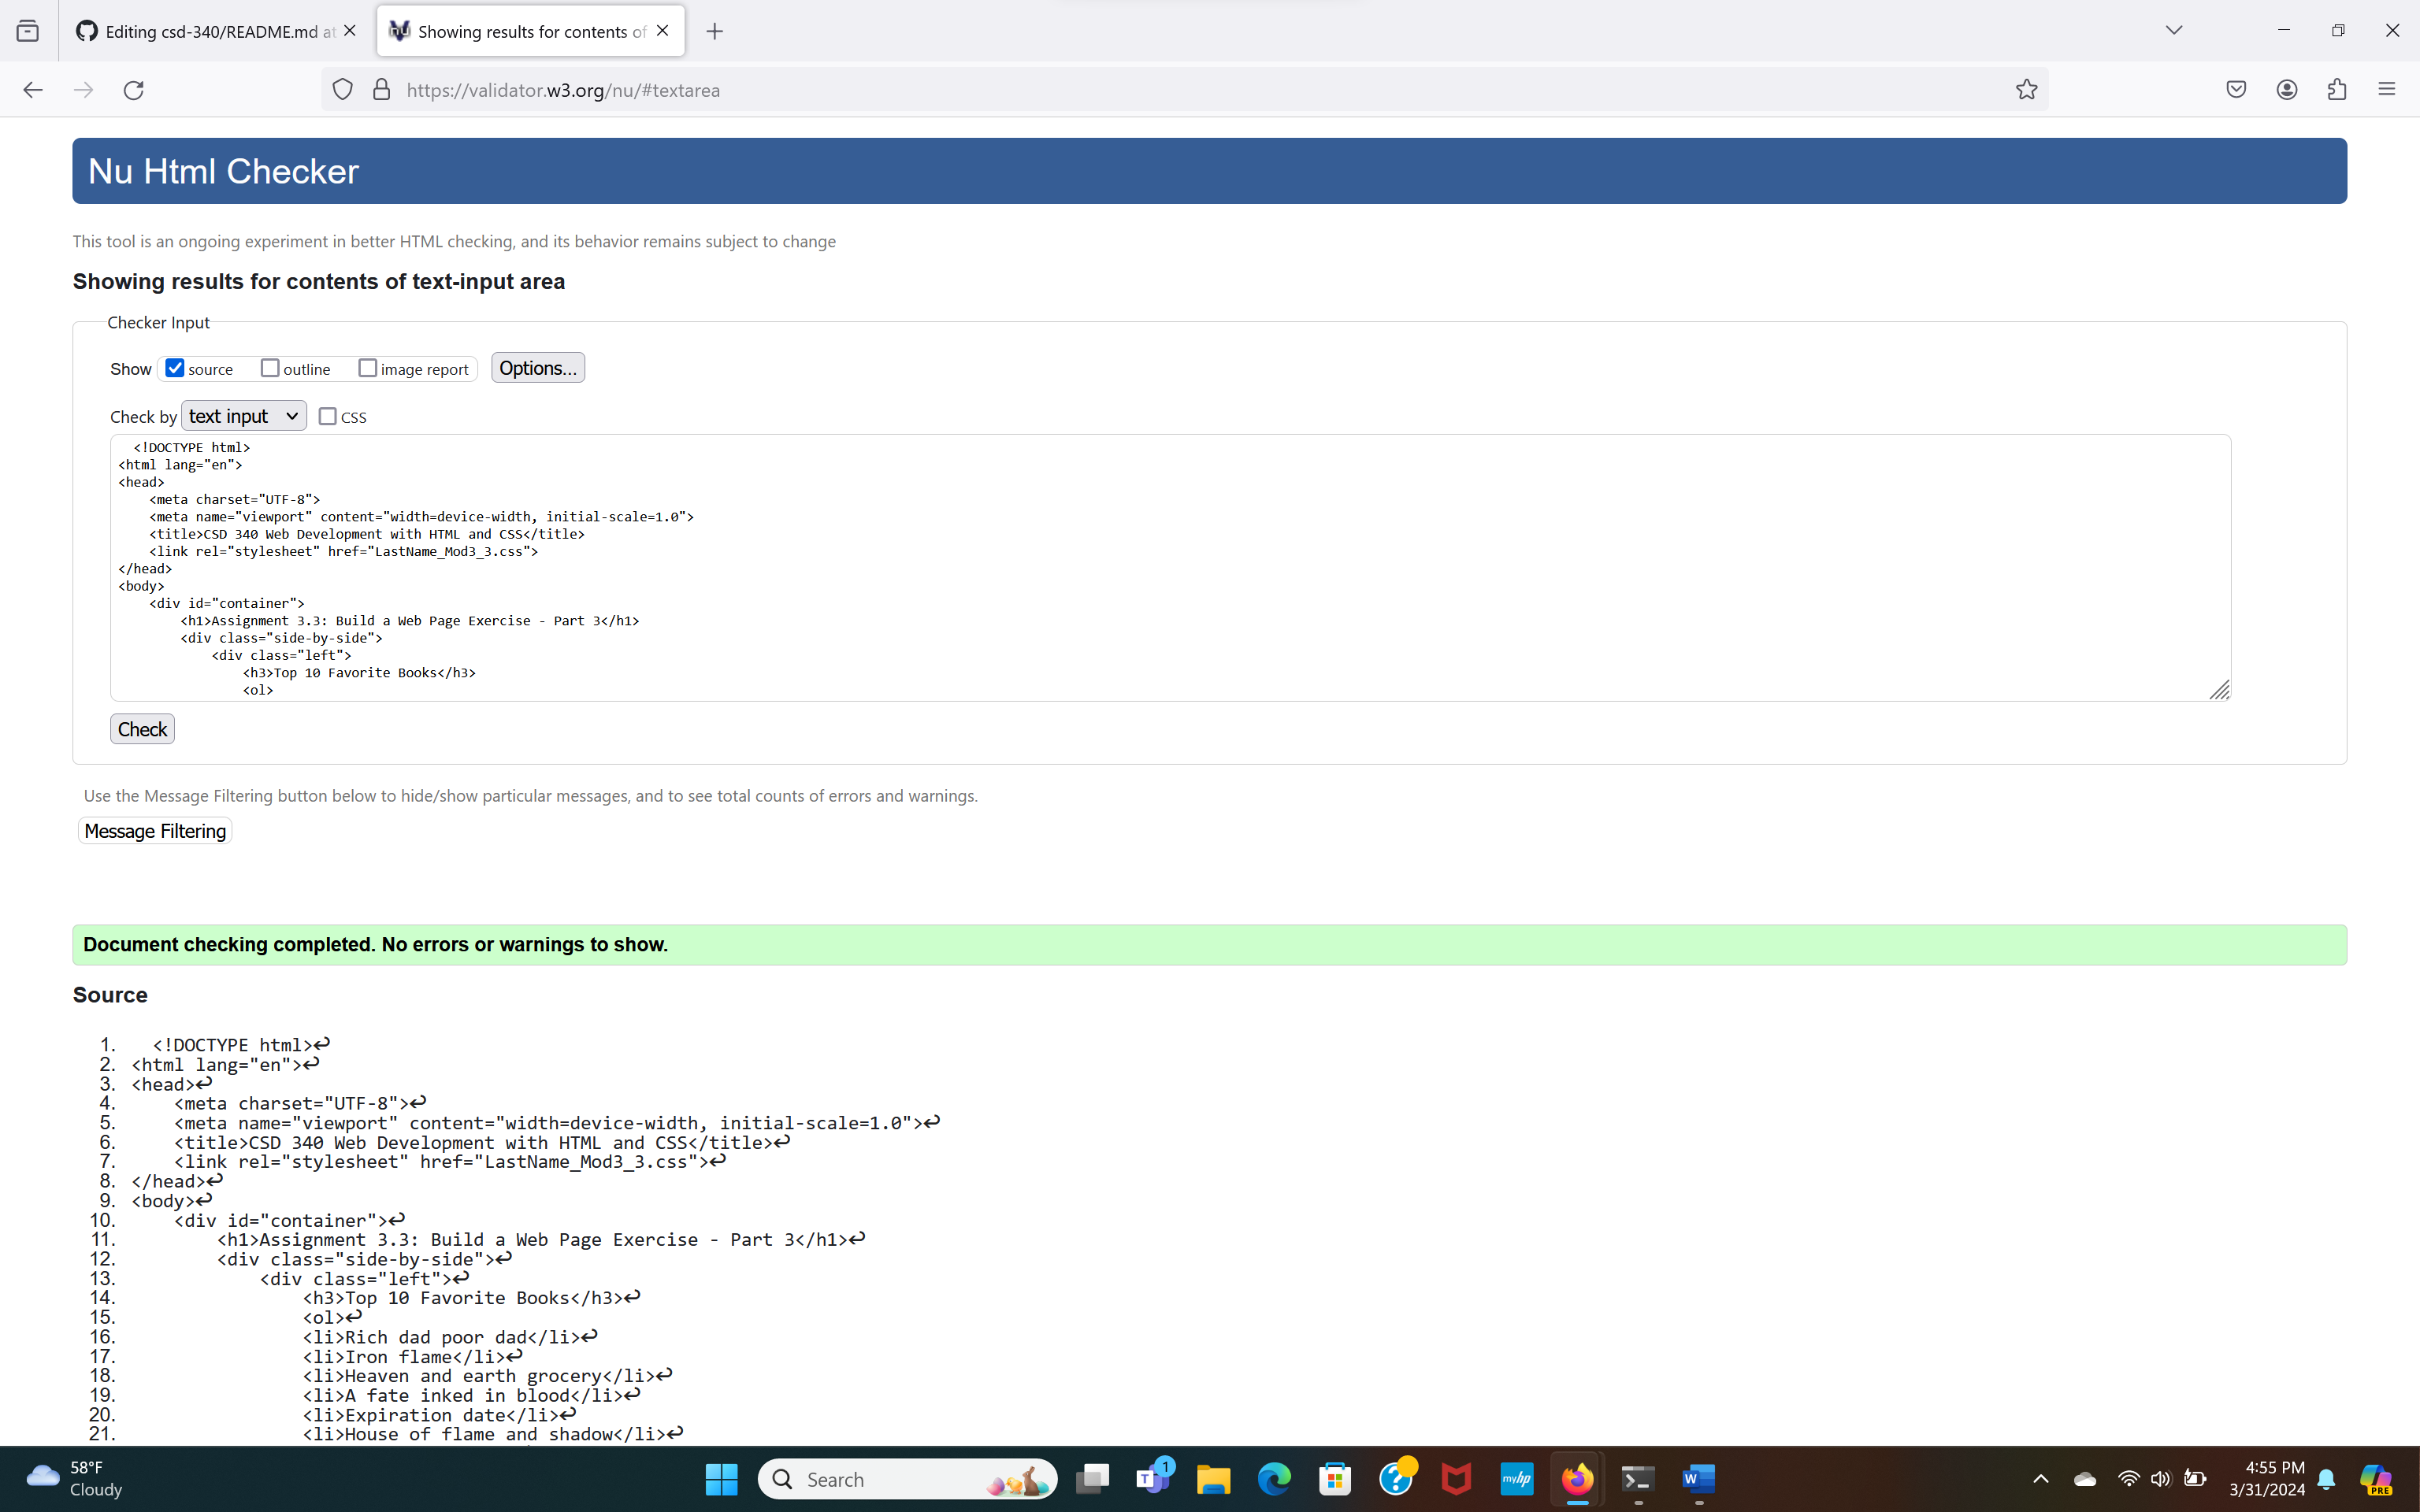 Editing csd-340/README.md at
Showing results for contents of
https://validator.w3.org/nu/#textarea
Nu Html Checker
This tool is an ongoing experiment in better HTML checking, and its behavior remains subject to change
Showing results for contents of text-input area
Checker Input
Show source outline image report Options...
Check by text input CSS
<!DOCTYPE html>
<html lang="en">
<head>
<meta charset="UTF-8">
<meta name="viewport" content="width=device-width, initial-scale=1.0">
<title>CSD 340 Web Development with HTML and CSS</title>
<link rel="stylesheet" href="LastName_Mod3_3.css">
</head>
<body>
<div id="container">
<h1>Assignment 3.3: Build a Web Page Exercise - Part 3</h1>
<div class="side-by-side">
<div class="left">
<h3>Top 10 Favorite Books</h3>
<ol>
Check
Use the Message Filtering button below to hide/show particular messages, and to see total counts of errors and warnings.
Message Filtering
Document checking completed. No errors or warnings to show.
Source
1. <!DOCTYPE html>↩
2. <html lang="en">↩
3. <head>↩
4. <meta charset="UTF-8">↩
5. <meta name="viewport" content="width=device-width, initial-scale=1.0">↩
6. <title>CSD 340 Web Development with HTML and CSS</title>↩
7. <link rel="stylesheet" href="LastName_Mod3_3.css">↩
8. </head>↩
9. <body>↩
10. <div id="container">↩
11. <h1>Assignment 3.3: Build a Web Page Exercise - Part 3</h1>↩
12. <div class="side-by-side">↩
13. <div class="left">↩
14. <h3>Top 10 Favorite Books</h3>↩
15. <ol>↩
16. <li>Rich dad poor dad</li>↩
17. <li>Iron flame</li>↩
18. <li>Heaven and earth grocery</li>↩
19. <li>A fate inked in blood</li>↩
20. <li>Expiration date</li>↩
21. <li>House of flame and shadow</li>↩
58°F
Cloudy
Search
T 1
myhp
W
4:55 PM
3/31/2024
PRE